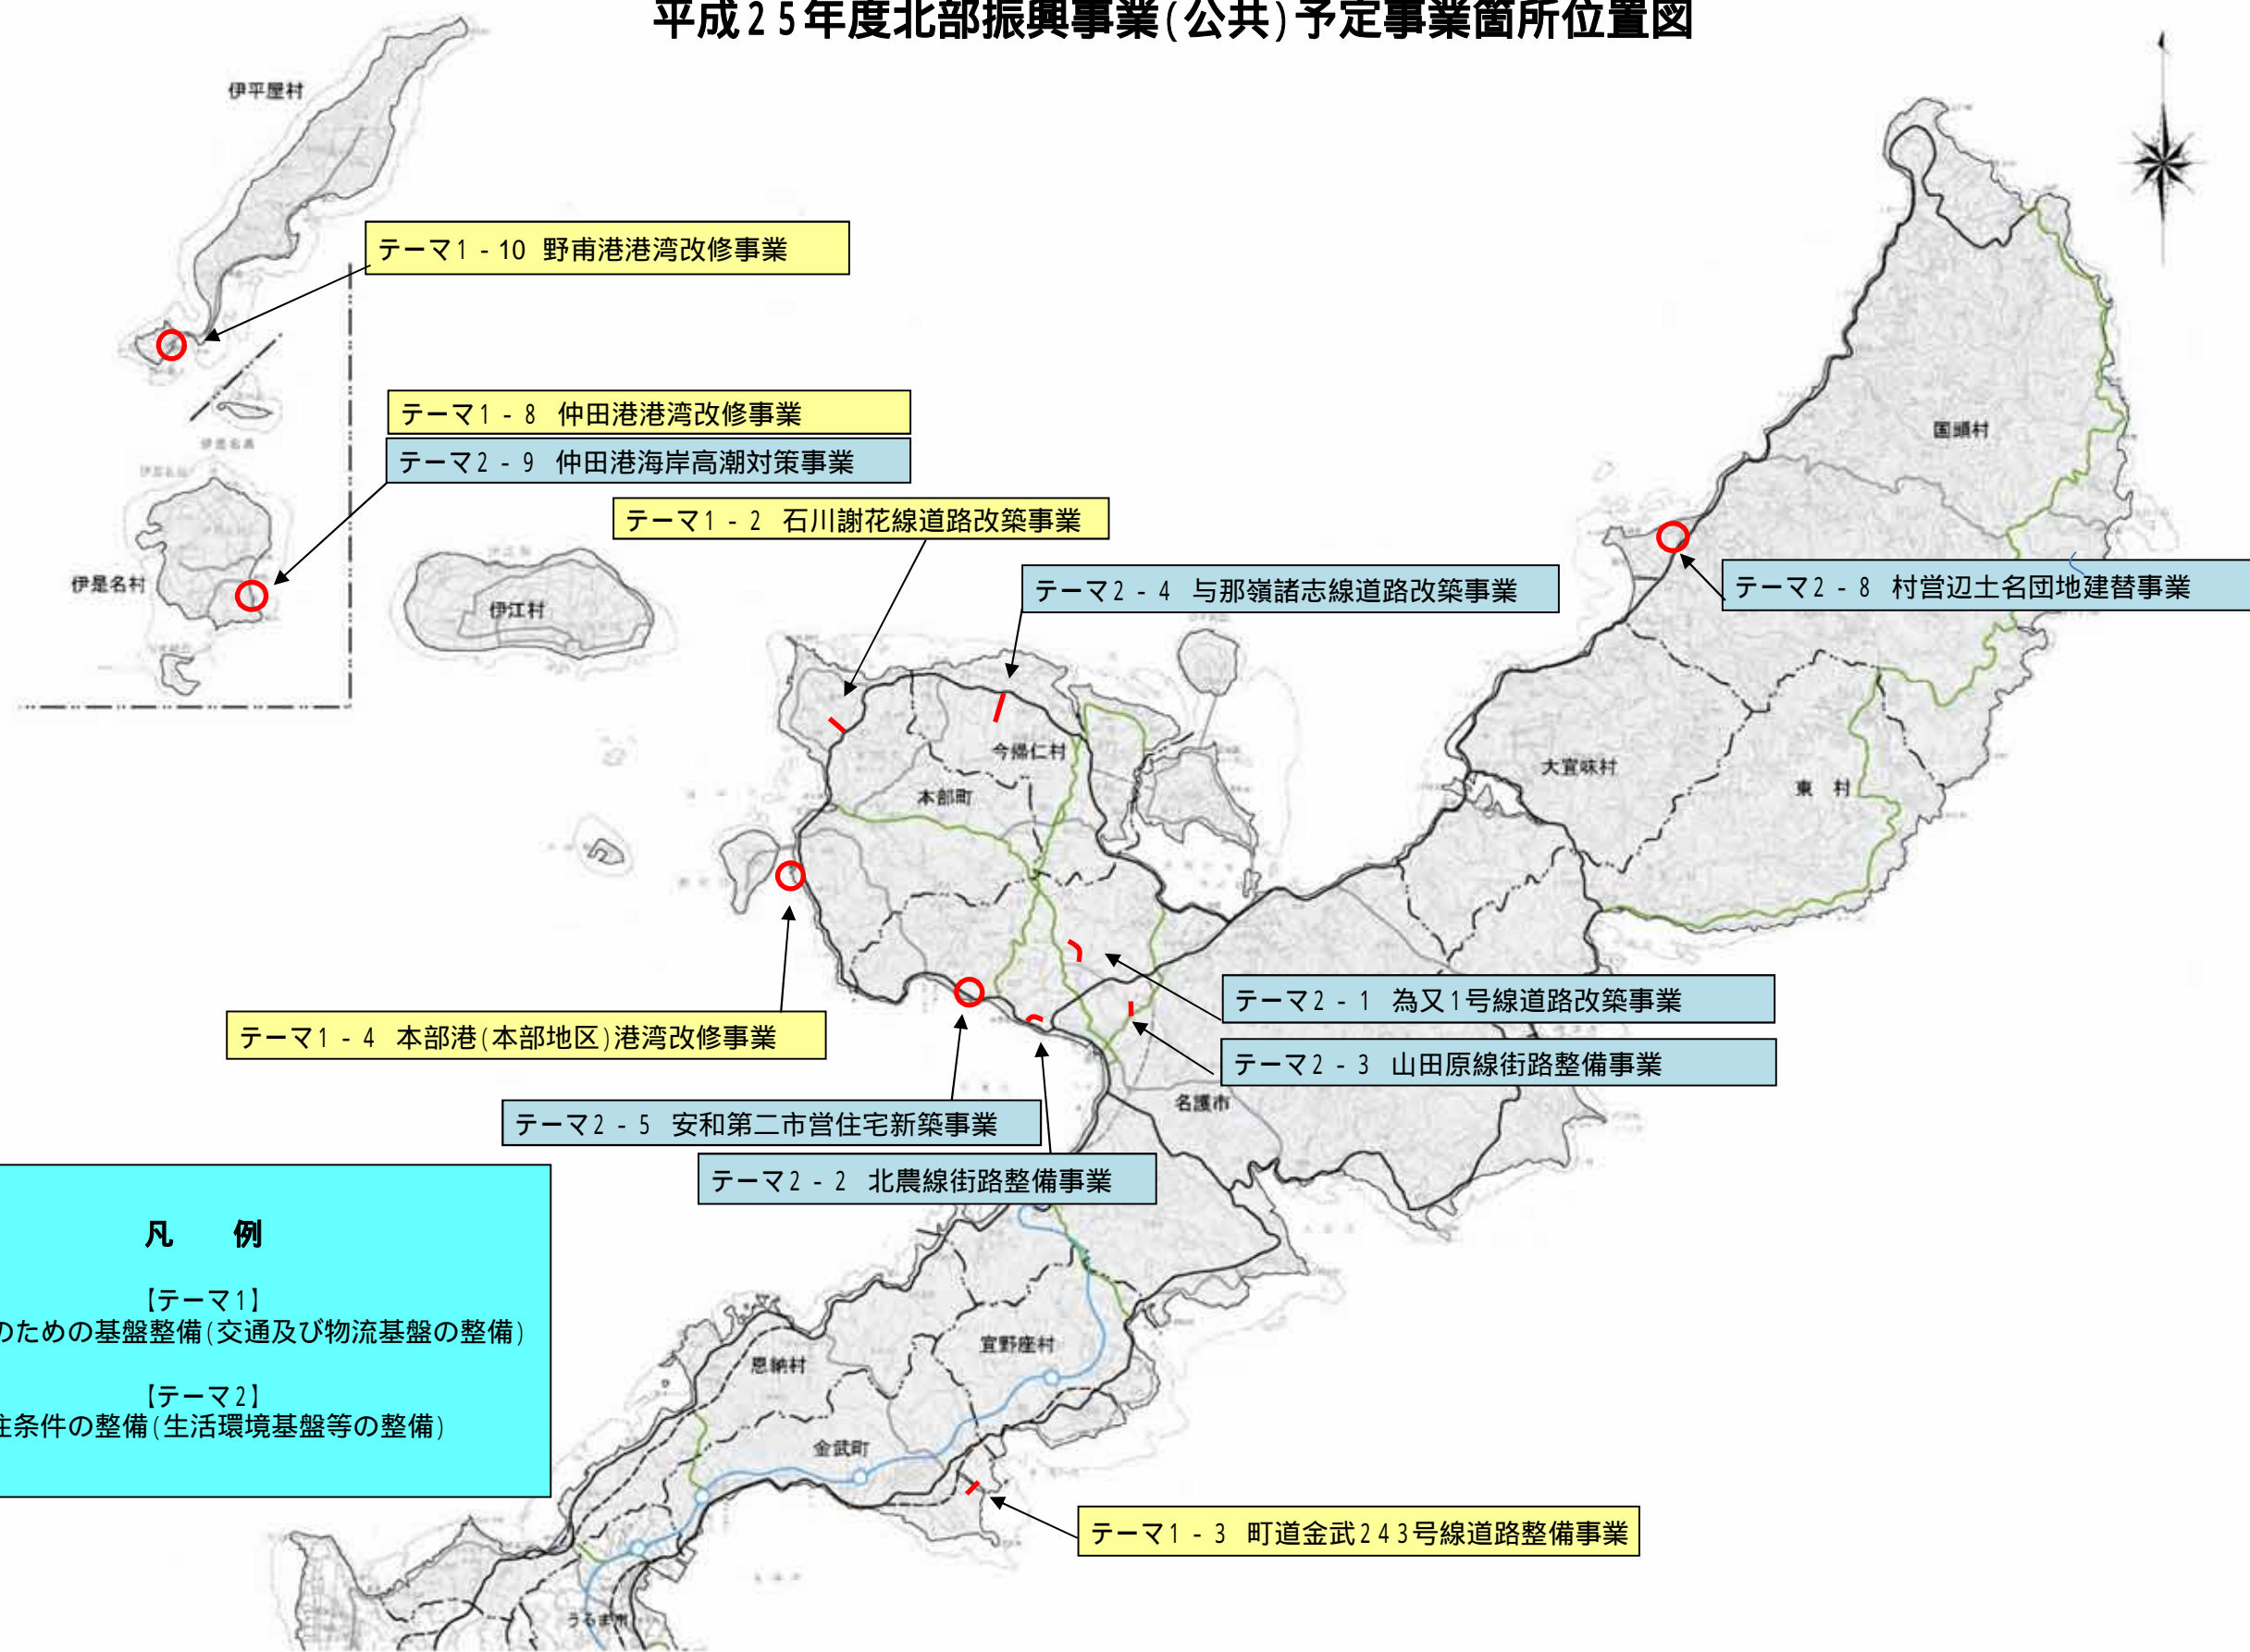 平成25年度北部振興事業(公共)予定事業箇所位置図
伊平屋村
テーマ1-10 野甫港港湾改修事業
テーマ1-8 仲田港港湾改修事業
テーマ2-9 仲田港海岸高潮対策事業
テーマ1-2 石川謝花線道路改築事業
国頭村
伊是名村
伊江村
テーマ2-4 与那嶺諸志線道路改築事業
テーマ2-8 村営辺土名団地建替事業
今帰仁村
大宜味村
本部町
東 村
テーマ2-1 為又1号線道路改築事業
テーマ1-4 本部港(本部地区)港湾改修事業
テーマ2-3 山田原線街路整備事業
名護市
テーマ2-5 安和第二市営住宅新築事業
テーマ2-2 北農線街路整備事業
凡 例
【テーマ1】
のための基盤整備(交通及び物流基盤の整備)
【テーマ2】
住条件の整備(生活環境基盤等の整備)
宜野座村
恩納村
金武町
テーマ1-3 町道金武243号線道路整備事業
うるま市